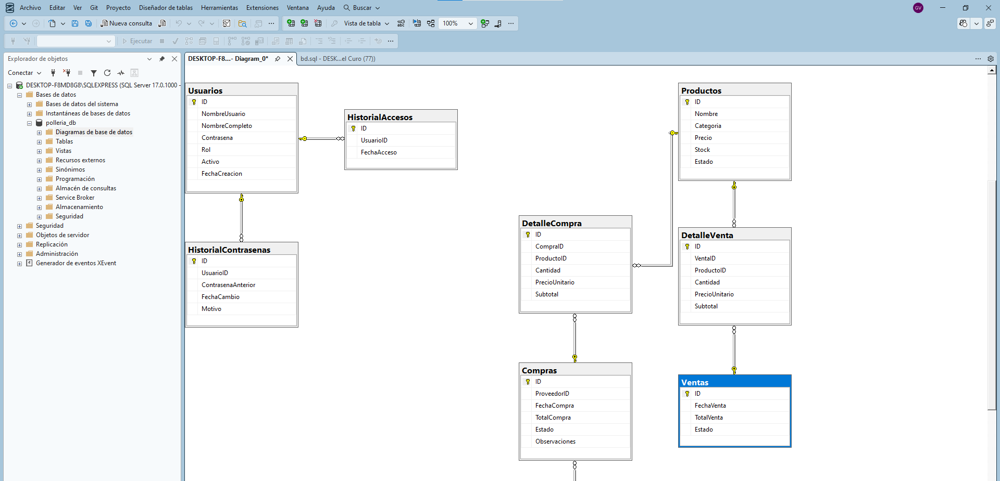 Archivo Editar Ver Git Proyecto Diseñador de tablas Herramientas Extensiones Ventana Ayuda Buscar GV
Nueva consulta Vista de tabla 100%
Ejecutar
Explorador de objetos
Conectar
DESKTOP-F8MD8G8\SQLEXPRESS (SQL Server 17.0.1000 -
Bases de datos
Bases de datos del sistema
Instantáneas de bases de datos
polleria_db
Diagramas de base de datos
Tablas
Vistas
Recursos externos
Sinónimos
Programación
Almacén de consultas
Service Broker
Almacenamiento
Seguridad
Seguridad
Objetos de servidor
Replicación
Administración
Generador de eventos XEvent
DESKTOP-F8...- Diagram_0* bd.sql - DESK...el Curo (77))
Usuarios
ID
NombreUsuario
NombreCompleto
Contrasena
Rol
Activo
FechaCreacion
HistorialAccesos
ID
UsuarioID
FechaAcceso
HistorialContrasenas
ID
UsuarioID
ContrasenaAnterior
FechaCambio
Motivo
Productos
ID
Nombre
Categoria
Precio
Stock
Estado
DetalleCompra
ID
CompraID
ProductoID
Cantidad
PrecioUnitario
Subtotal
DetalleVenta
ID
VentaID
ProductoID
Cantidad
PrecioUnitario
Subtotal
Compras
ID
ProveedorID
FechaCompra
TotalCompra
Estado
Observaciones
Ventas
ID
FechaVenta
TotalVenta
Estado